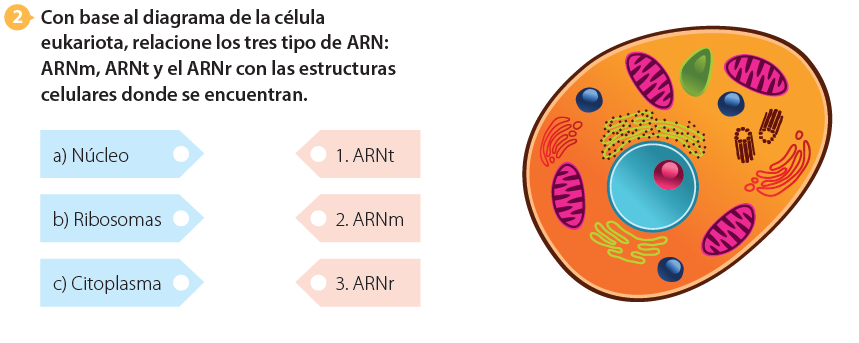 2 Con base al diagrama de la célula
eukariota, relacione los tres tipo de ARN:
ARNm, ARNt y el ARNr con las estructuras
celulares donde se encuentran.
a) Núcleo
1. ARNt
b) Ribosomas
2. ARNm
c) Citoplasma
3. ARNr